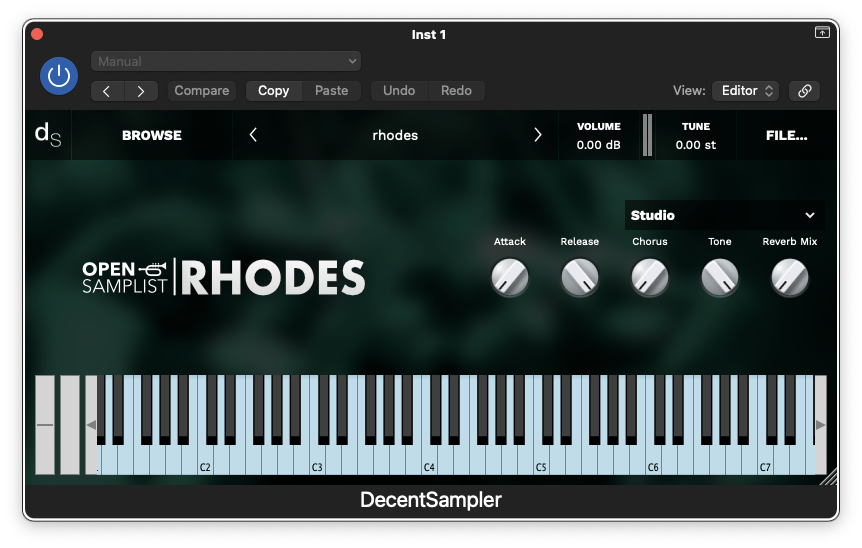 Inst 1
Manual
Compare
Copy
Paste
Undo
Redo
View:
Editor
ds
BROWSE
rhodes
VOLUME
0.00 dB
TUNE
0.00 st
FILE...
Studio
Attack
Release
Chorus
Tone
Reverb Mix
OPEN
SAMPLIST
RHODES
C2
C3
C4
C5
C6
C7
DecentSampler